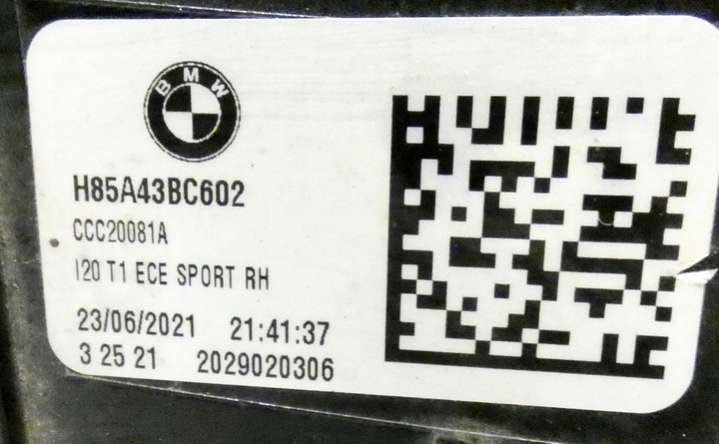 BMW
H85A43BC602
CCC20081A
I20 T1 ECE SPORT RH
23/06/2021 21:41:37
3 25 21 2029020306